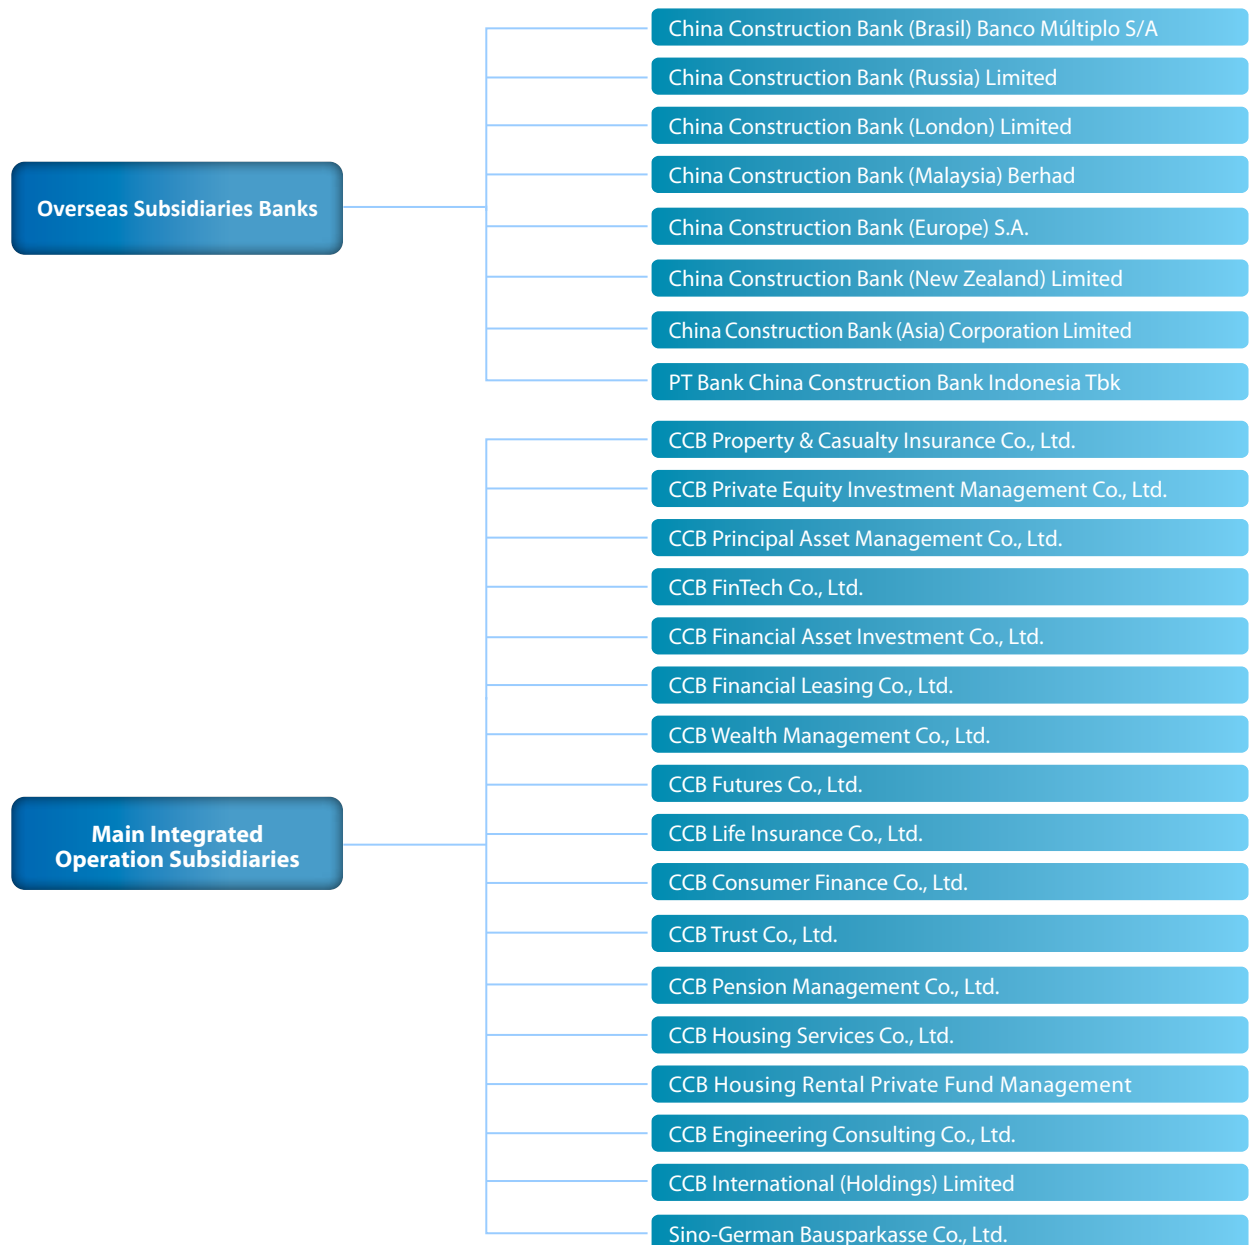 Overseas Subsidiaries Banks
China Construction Bank (Brasil) Banco Múltiplo S/A
China Construction Bank (Russia) Limited
China Construction Bank (London) Limited
China Construction Bank (Malaysia) Berhad
China Construction Bank (Europe) S.A.
China Construction Bank (New Zealand) Limited
China Construction Bank (Asia) Corporation Limited
PT Bank China Construction Bank Indonesia Tbk
Main Integrated
Operation Subsidiaries
CCB Property & Casualty Insurance Co., Ltd.
CCB Private Equity Investment Management Co., Ltd.
CCB Principal Asset Management Co., Ltd.
CCB FinTech Co., Ltd.
CCB Financial Asset Investment Co., Ltd.
CCB Financial Leasing Co., Ltd.
CCB Wealth Management Co., Ltd.
CCB Futures Co., Ltd.
CCB Life Insurance Co., Ltd.
CCB Consumer Finance Co., Ltd.
CCB Trust Co., Ltd.
CCB Pension Management Co., Ltd.
CCB Housing Services Co., Ltd.
CCB Housing Rental Private Fund Management
CCB Engineering Consulting Co., Ltd.
CCB International (Holdings) Limited
Sino-German Bausparkasse Co., Ltd.